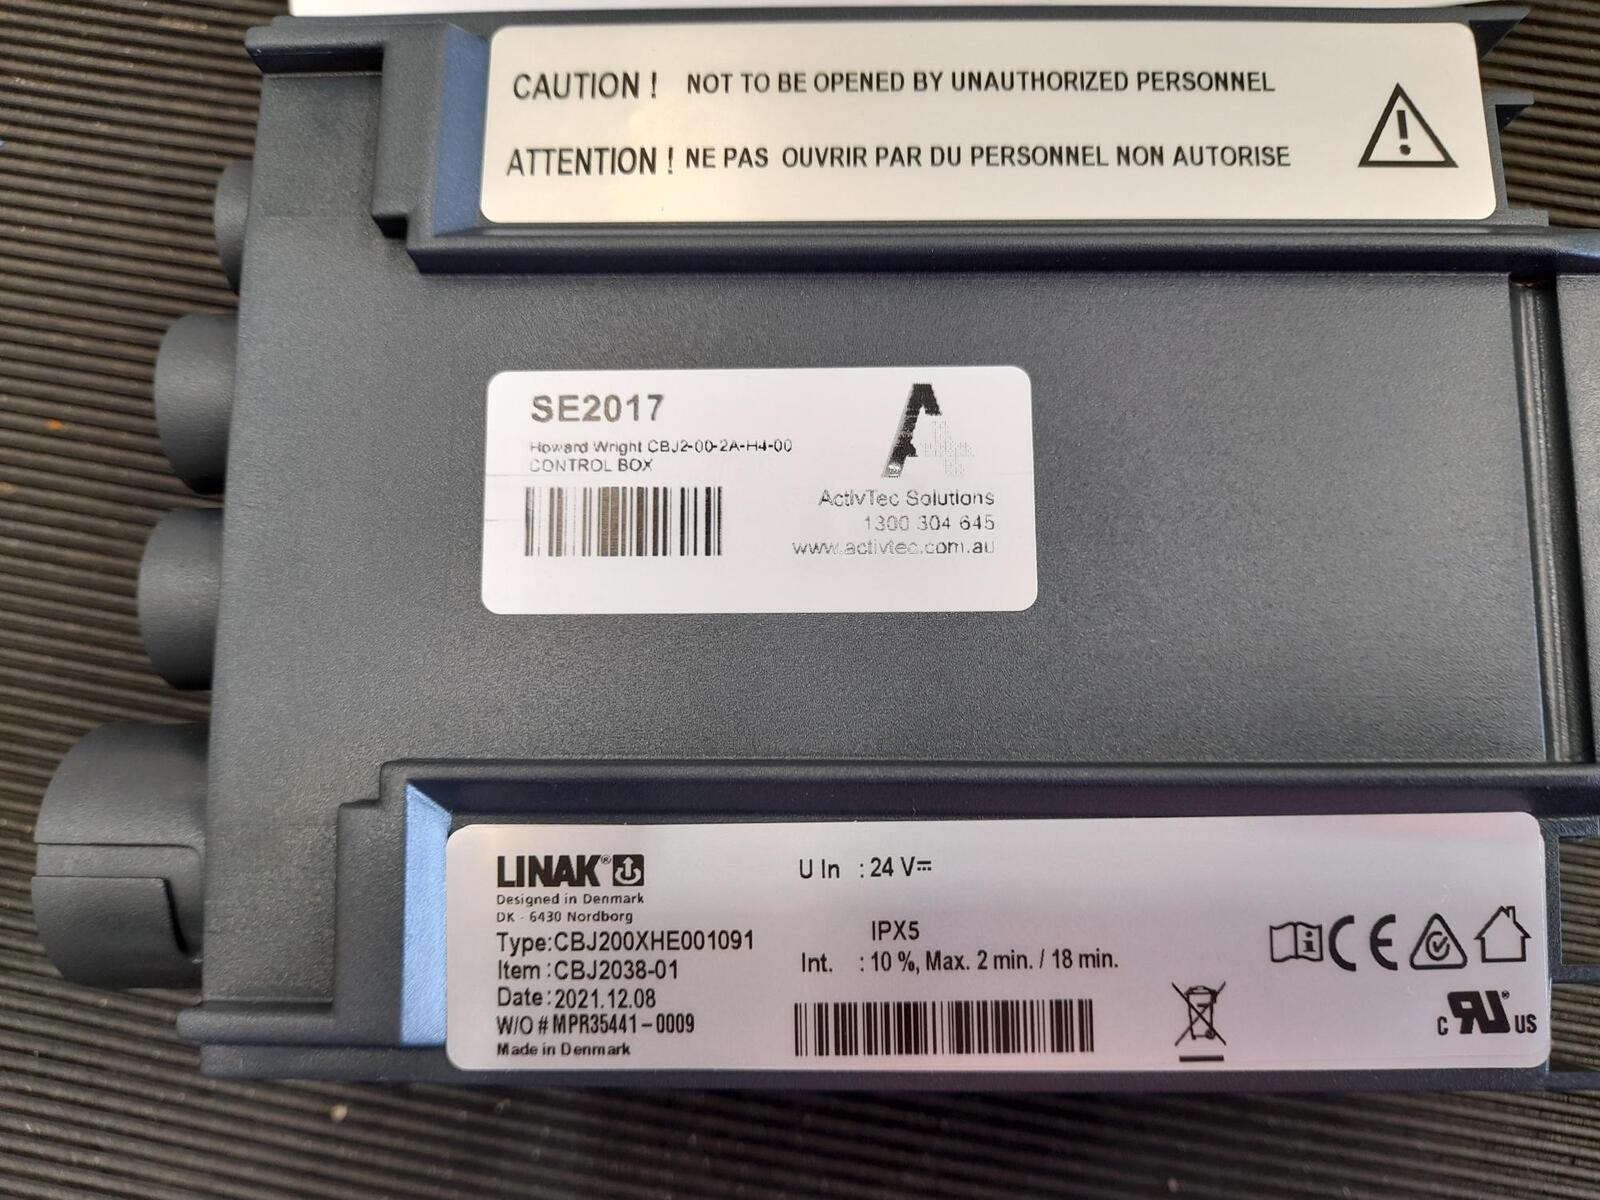 CAUTION ! NOT TO BE OPENED BY UNAUTHORIZED PERSONNEL
ATTENTION ! NE PAS OUVRIR PAR DU PERSONNEL NON AUTORISE
SE2017
Howard Wright CBJ2-00-2A-H4-00
CONTROL BOX
ActivTec Solutions
1300 304 645
www.activtec.com.au
LINAK®
Designed in Denmark
DK - 6430 Nordborg
Type:CBJ200XHE001091
Item :CBJ2038-01
Date:2021.12.08
W/O # MPR35441-0009
Made in Denmark
U In : 24 V⎓
IPX5
Int. : 10 %, Max. 2 min. / 18 min.
CE
c RU® US